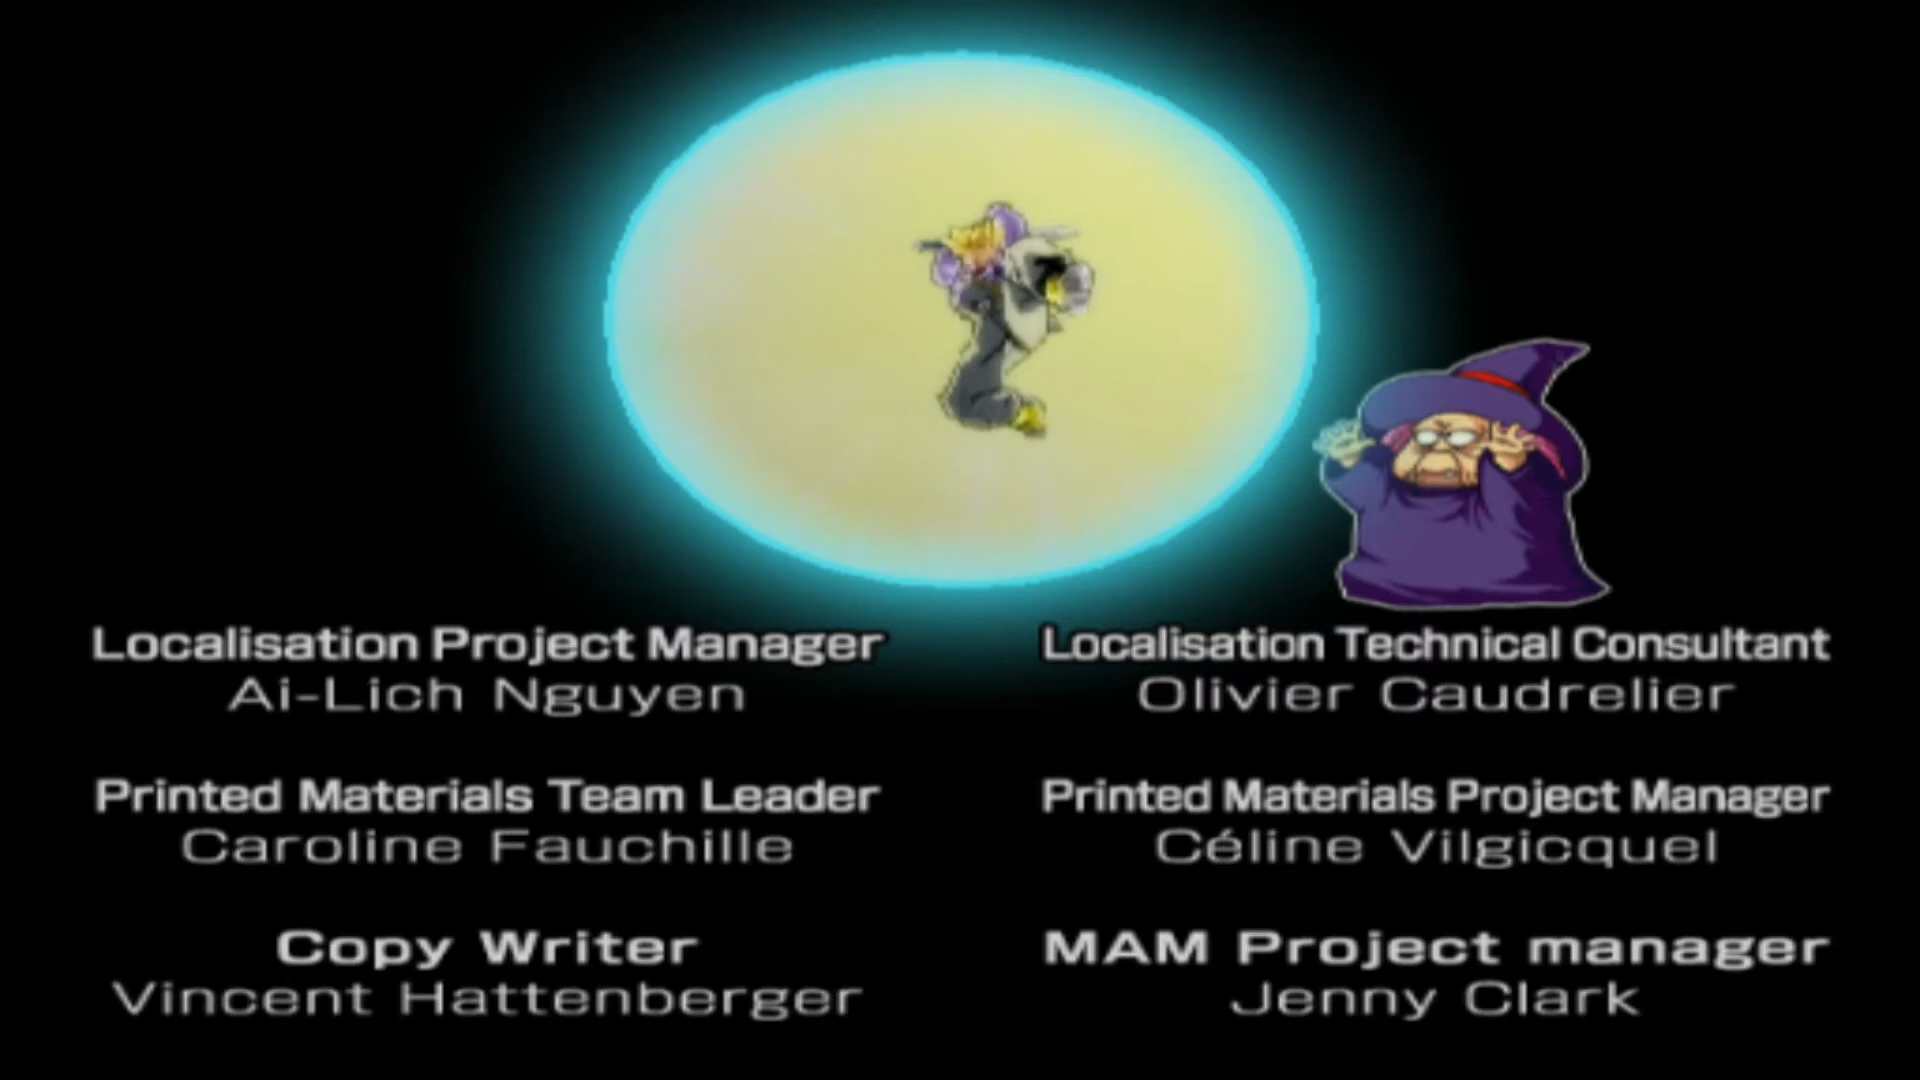 Localisation Project Manager
Ai-Lich Nguyen
Localisation Technical Consultant
Olivier Caudrelier
Printed Materials Team Leader
Caroline Fauchille
Printed Materials Project Manager
Céline Vilgicquel
Copy Writer
Vincent Hattenberger
MAM Project manager
Jenny Clark